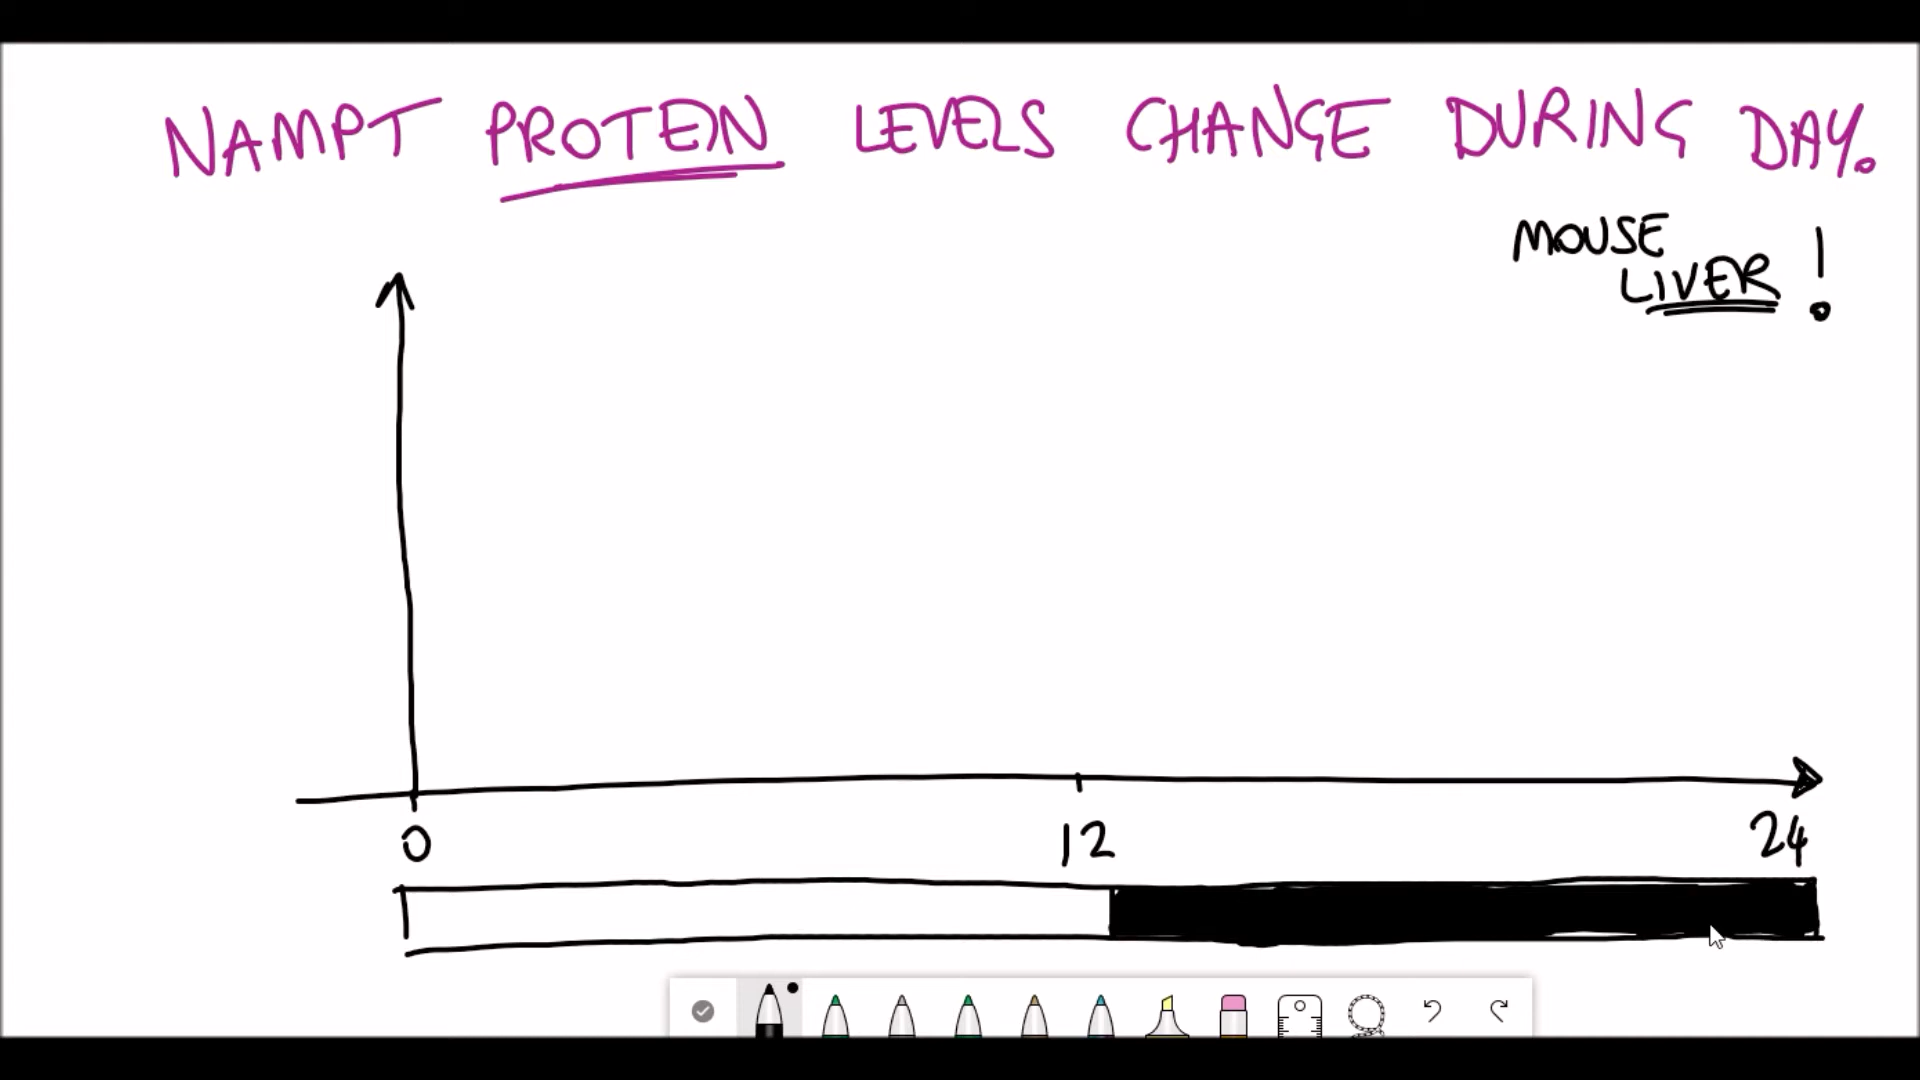 NAMPT PROTEIN LEVELS CHANGE DURING DAY.
MOUSE
LIVER !
0 12 24